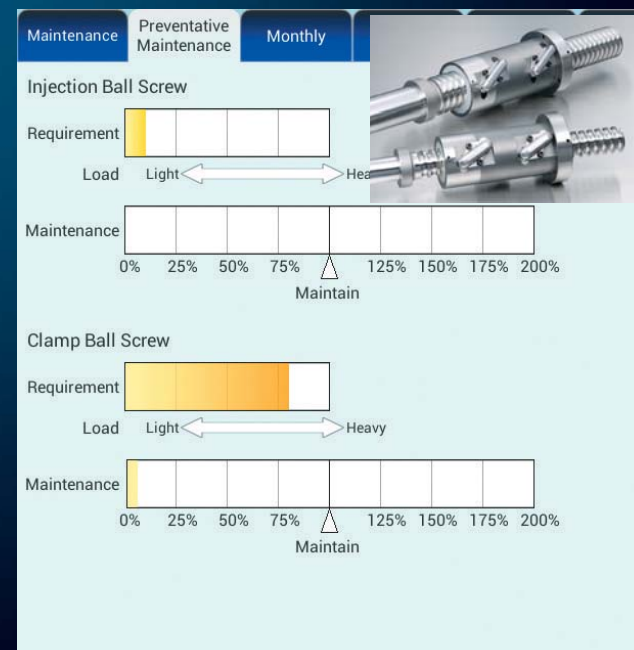 Maintenance
Preventative
Maintenance
Monthly
Injection Ball Screw
Requirement
Load Light Hea
Maintenance
0% 25% 50% 75% 125% 150% 175% 200%
Maintain
Clamp Ball Screw
Requirement
Load Light Heavy
Maintenance
0% 25% 50% 75% 125% 150% 175% 200%
Maintain